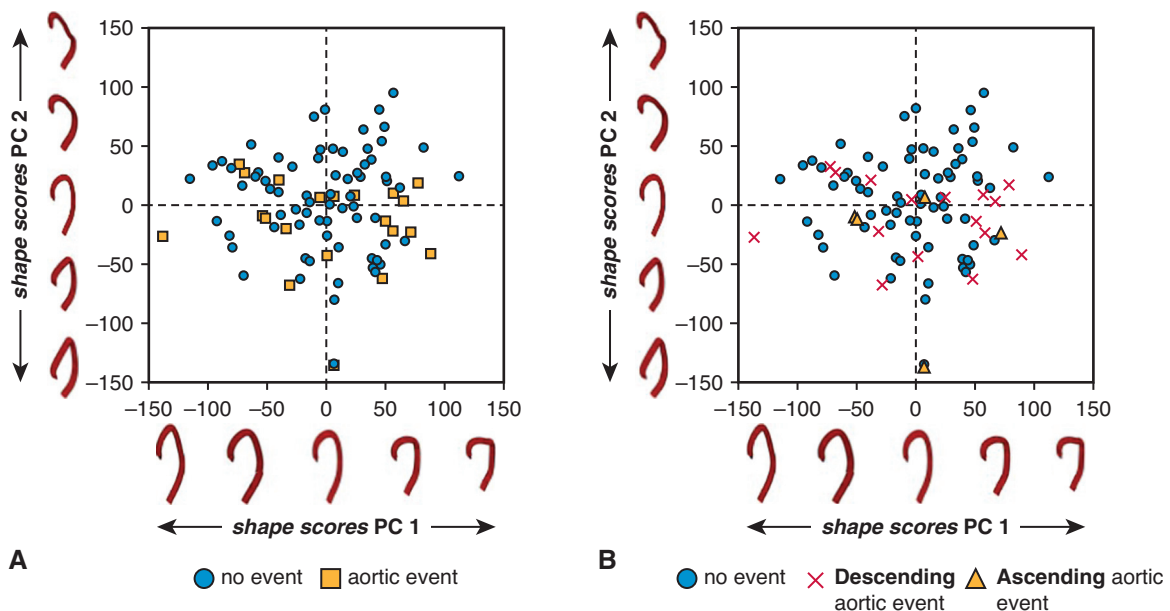 150
100
50
0
–50
–100
–150
shape scores PC 2
–150 –100 –50 0 50 100 150
shape scores PC 1
A
no event aortic event
150
100
50
0
–50
–100
–150
shape scores PC 2
–150 –100 –50 0 50 100 150
shape scores PC 1
B
no event Descending aortic event Ascending aortic event